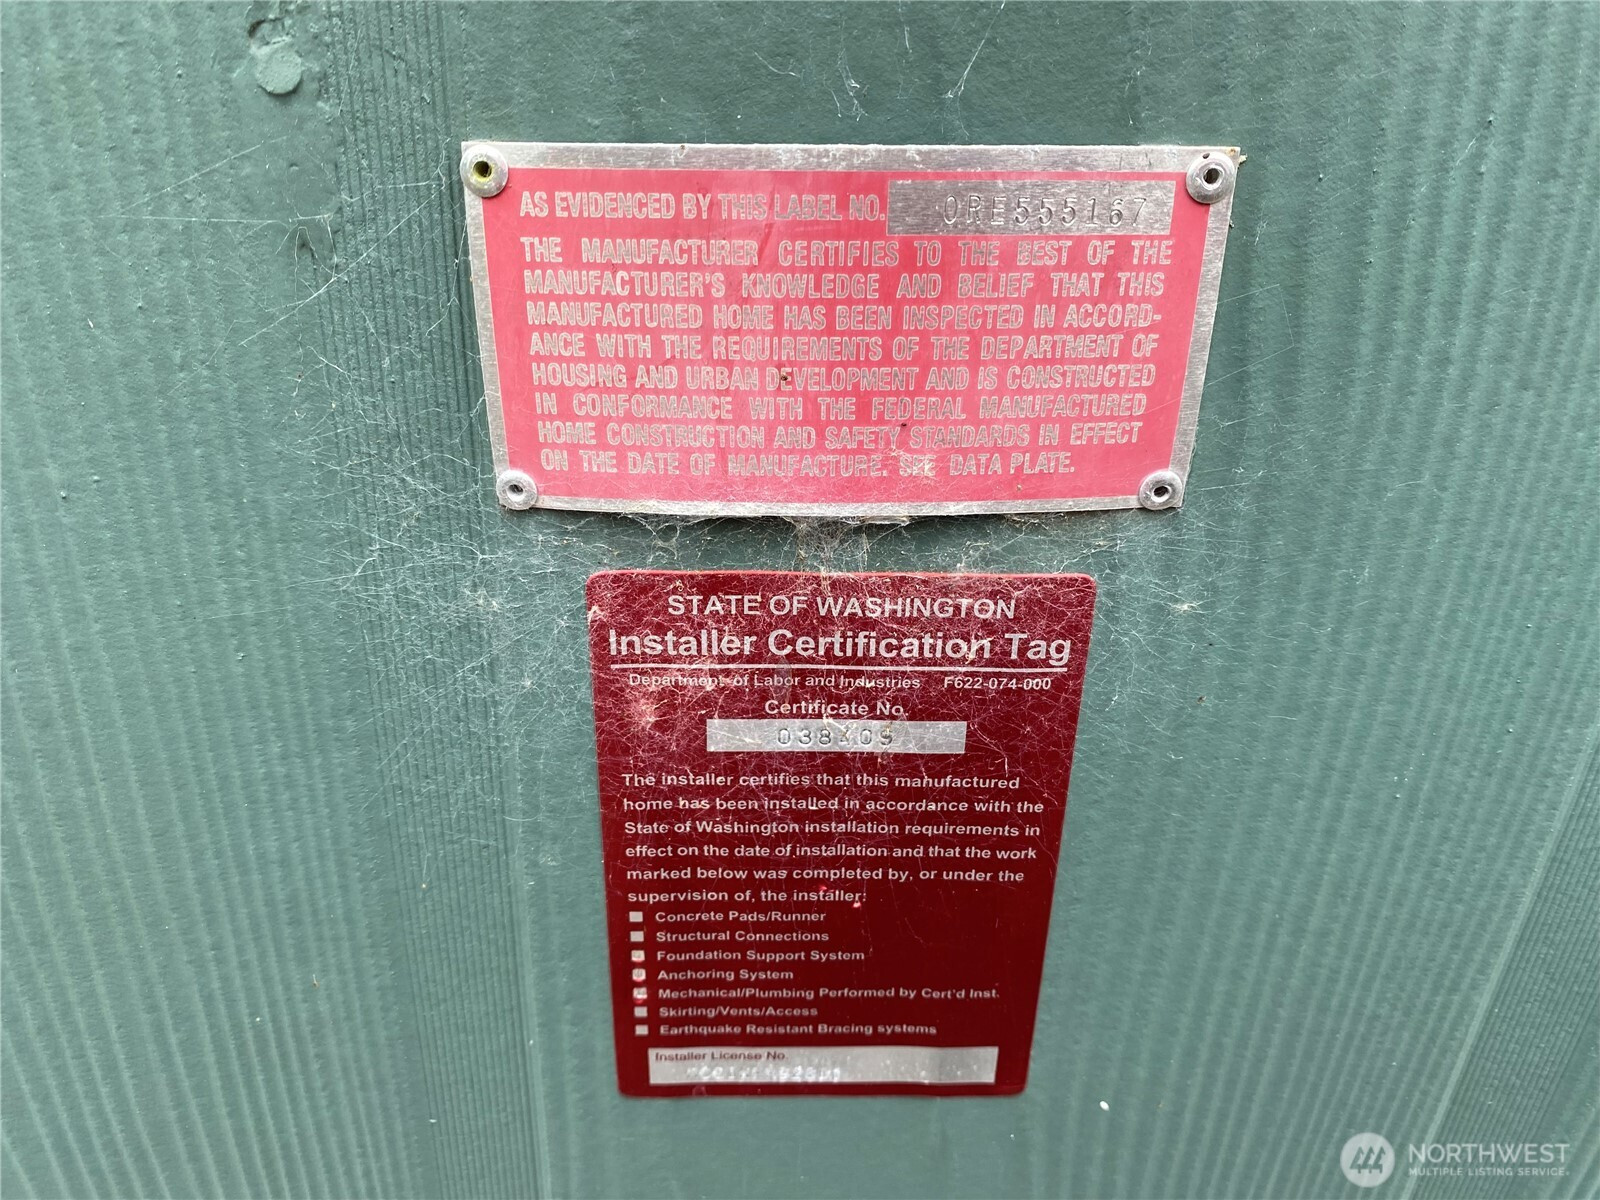 AS EVIDENCED BY THIS LABEL NO. ORE555167
THE MANUFACTURER CERTIFIES TO THE BEST OF THE
MANUFACTURER'S KNOWLEDGE AND BELIEF THAT THIS
MANUFACTURED HOME HAS BEEN INSPECTED IN ACCORD-
ANCE WITH THE REQUIREMENTS OF THE DEPARTMENT OF
HOUSING AND URBAN DEVELOPMENT AND IS CONSTRUCTED
IN CONFORMANCE WITH THE FEDERAL MANUFACTURED
HOME CONSTRUCTION AND SAFETY STANDARDS IN EFFECT
ON THE DATE OF MANUFACTURE. SEE DATA PLATE.
STATE OF WASHINGTON
Installer Certification Tag
Department of Labor and Industries F622-074-000
Certificate No.
The installer certifies that this manufactured
home has been installed in accordance with the
State of Washington installation requirements in
effect on the date of installation and that the work
marked below was completed by, or under the
supervision of, the installer:
Concrete Pads/Runner
Structural Connections
Foundation Support System
Anchoring System
Mechanical/Plumbing Performed by Cert'd Inst.
Skirting/Vents/Access
Earthquake Resistant Bracing systems
Installer License No.
NORTHWEST
MULTIPLE LISTING SERVICE